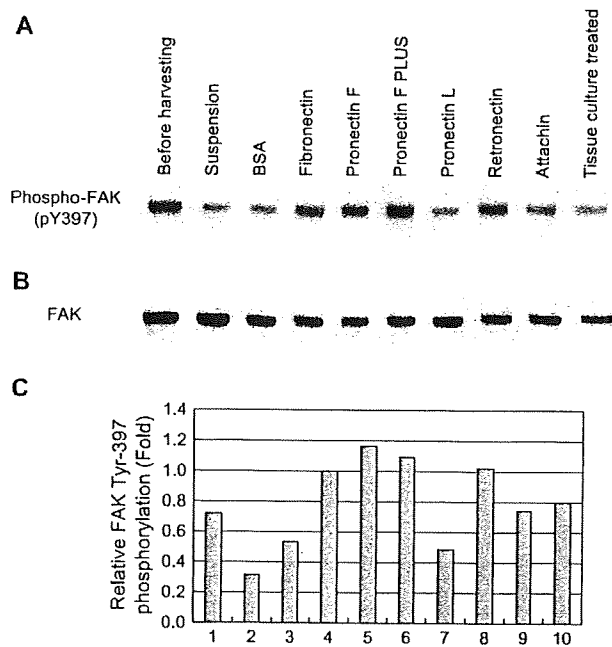 A
Before harvesting
Suspension
BSA
Fibronectin
Pronectin F
Pronectin F PLUS
Pronectin L
Retronectin
Attachin
Tissue culture treated
Phospho-FAK
(pY397)
B
FAK
C
Relative FAK Tyr-397
phosphorylation (Fold)
1.4
1.2
1.0
0.8
0.6
0.4
0.2
0.0
1 2 3 4 5 6 7 8 9 10